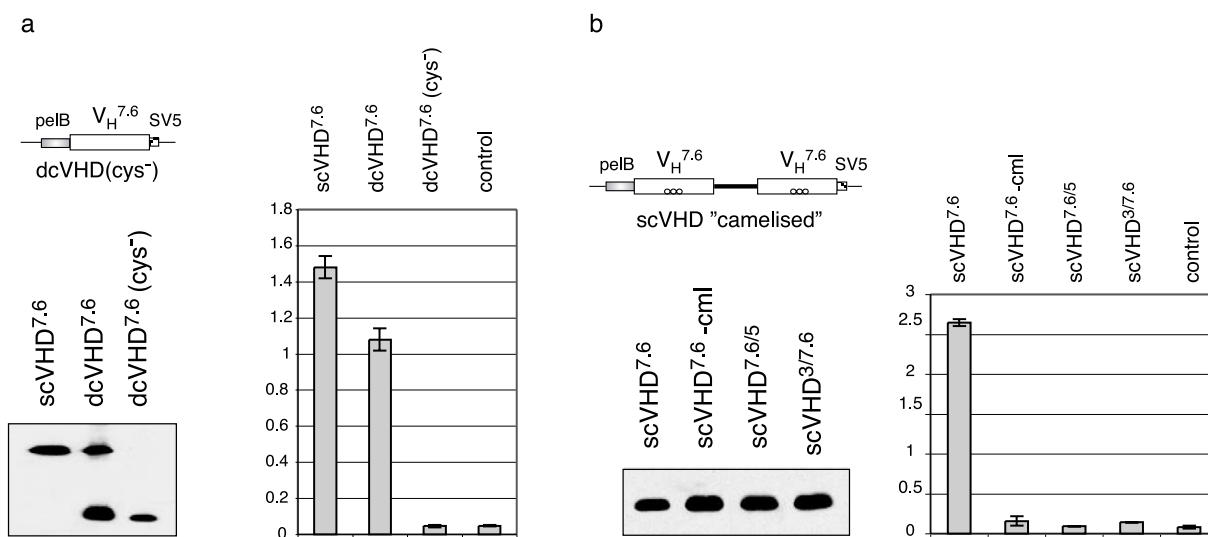 a
pelB V_H^7.6 SV5
dcVHD(cys⁻)
scVHD^7.6
dcVHD^7.6
dcVHD^7.6 (cys⁻)
scVHD^7.6
dcVHD^7.6
dcVHD^7.6 (cys⁻)
control
1.8
1.6
1.4
1.2
1
0.8
0.6
0.4
0.2
0
b
pelB V_H^7.6 V_H^7.6 SV5
scVHD ”camelised”
scVHD^7.6
scVHD^7.6-cml
scVHD^7.6/5
scVHD^3/7.6
scVHD^7.6
scVHD^7.6-cml
scVHD^7.6/5
scVHD^3/7.6
control
3
2.5
2
1.5
1
0.5
0